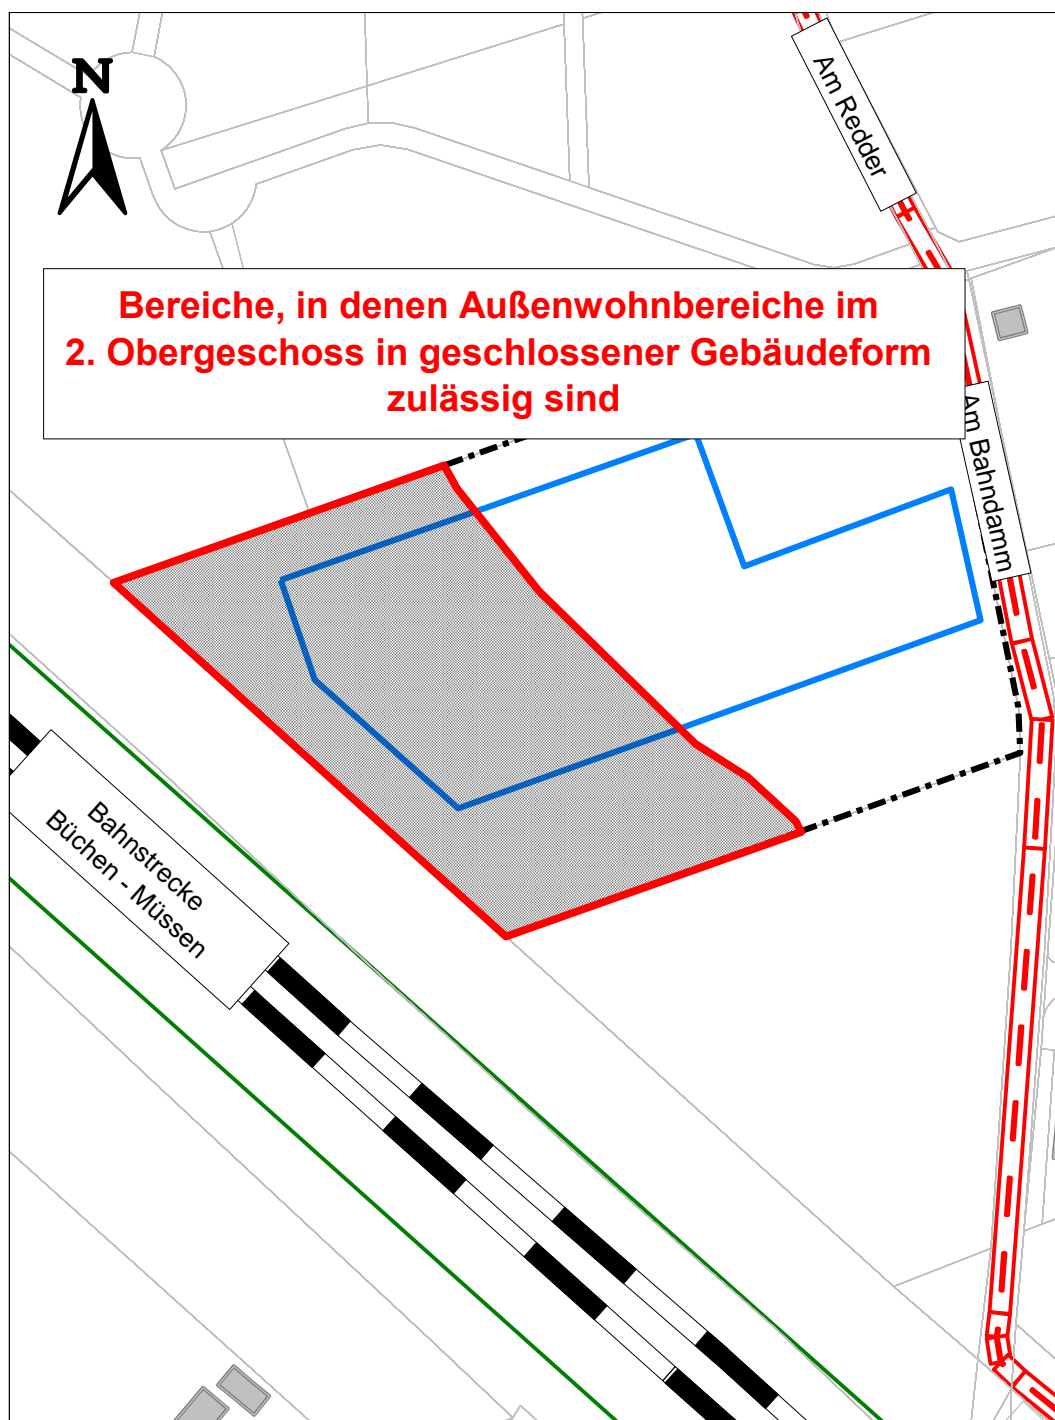 N
Am Redder
Bereiche, in denen Außenwohnbereiche im
2. Obergeschoss in geschlossener Gebäudeform
zulässig sind
Am Bahndamm
Bahnstrecke
Büchen - Müssen